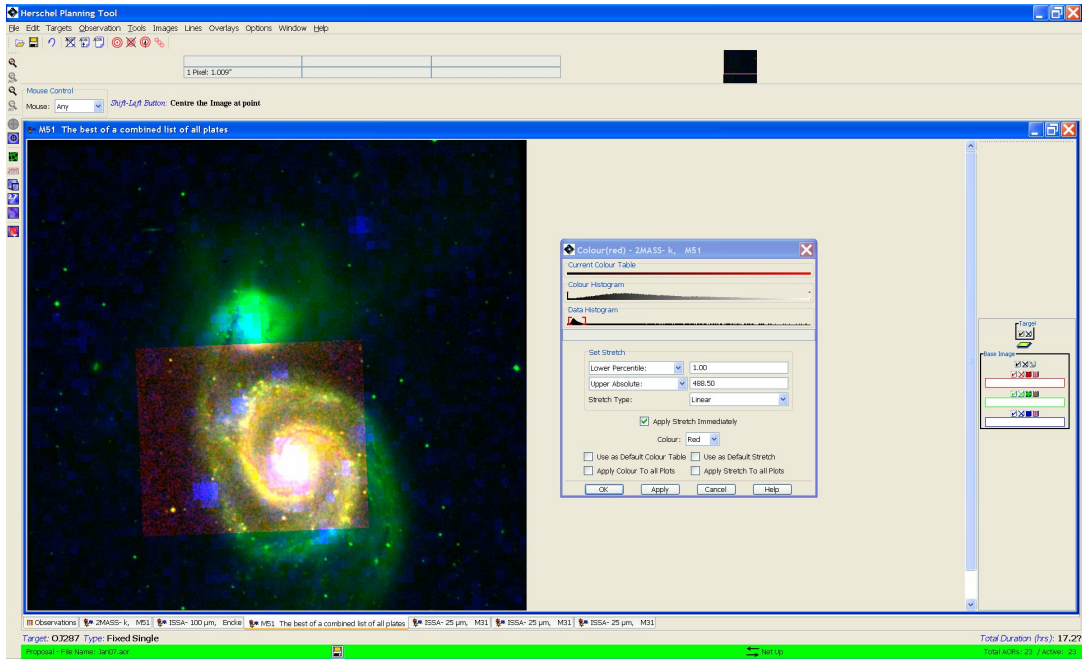 Herschel Planning Tool
File Edit Targets Observation Tools Images Lines Overlays Options Window Help
1 Pixel: 1.009"
Mouse Control
Mouse: Any Shift-Left Button: Centre the Image at point
M51 The best of a combined list of all plates
Colour(red) - 2MASS- k, M51
Current Colour Table
Colour Histogram
Data Histogram
Set Stretch
Lower Percentile: 1.00
Upper Absolute: 488.50
Stretch Type: Linear
Apply Stretch Immediately
Colour: Red
Use as Default Colour Table Use as Default Stretch
Apply Colour To all Plots Apply Stretch To all Plots
OK Apply Cancel Help
Target
Base Image
Observations 2MASS- k, M51 ISSA- 100 µm, Encke M51 The best of a combined list of all plates ISSA- 25 µm, M31 ISSA- 25 µm, M31 ISSA- 25 µm, M31
Target: OJ287 Type: Fixed Single Total Duration (hrs): 17.2?
Proposal - File Name: Jan07.aor Net Up Total AORs: 23 / Active: 23